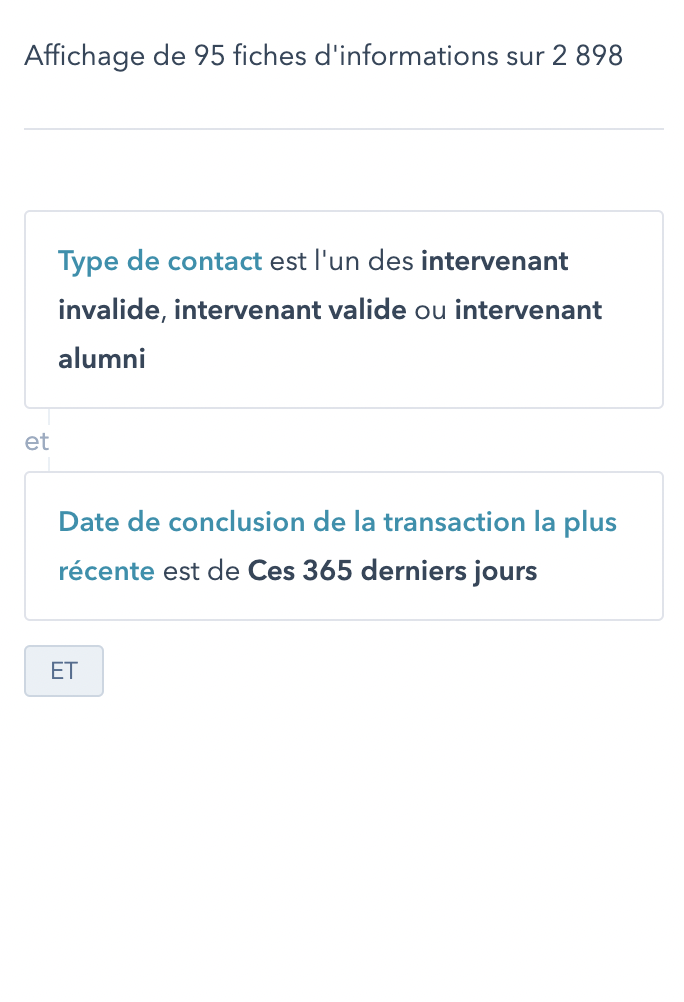 Affichage de 95 fiches d'informations sur 2 898
Type de contact est l'un des intervenant
invalide, intervenant valide ou intervenant
alumni
et
Date de conclusion de la transaction la plus
récente est de Ces 365 derniers jours
ET